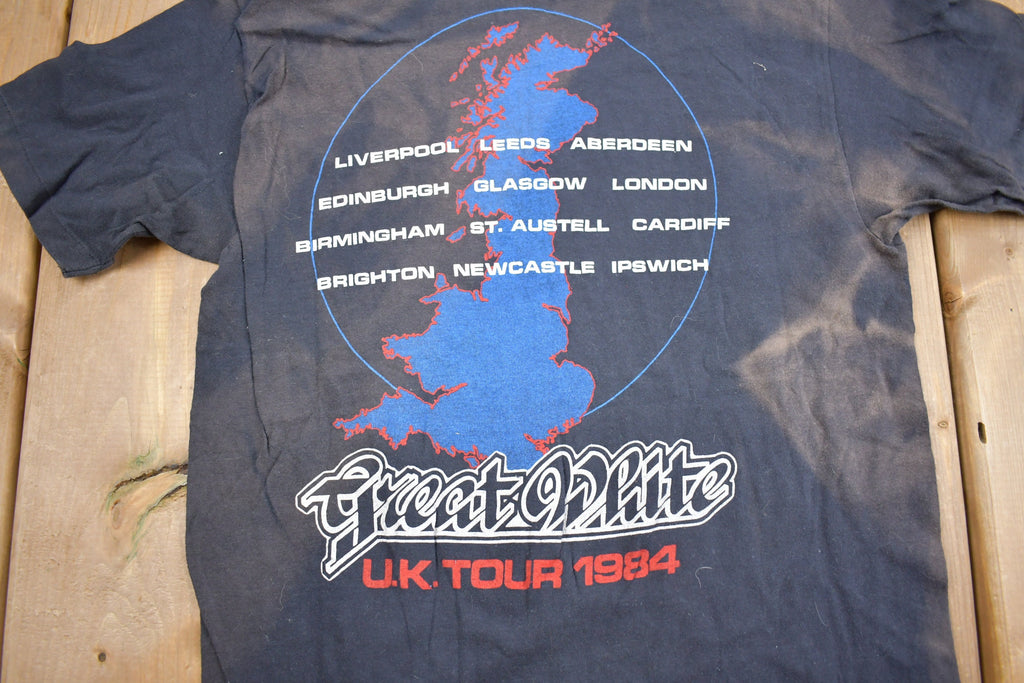 LIVERPOOL LEEDS ABERDEEN
EDINBURGH GLASGOW LONDON
BIRMINGHAM ST. AUSTELL CARDIFF
BRIGHTON NEWCASTLE IPSWICH
Great White
U.K. TOUR 1984